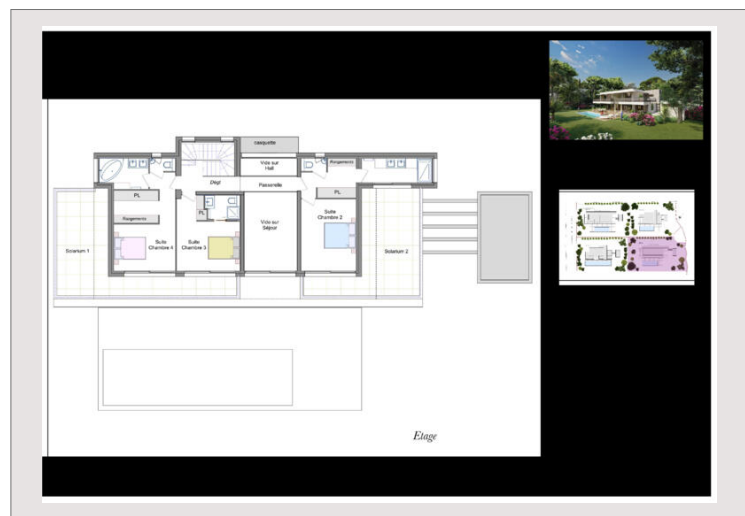 casquette
Vide sur
Hall
Rangements
Dégt
Passerelle
PL
PL
PL
Rangements
Suite
Chambre 2
Vide sur
Séjour
Solarium 1
Suite
Chambre 4
Suite
Chambre 3
Solarium 2
Etage